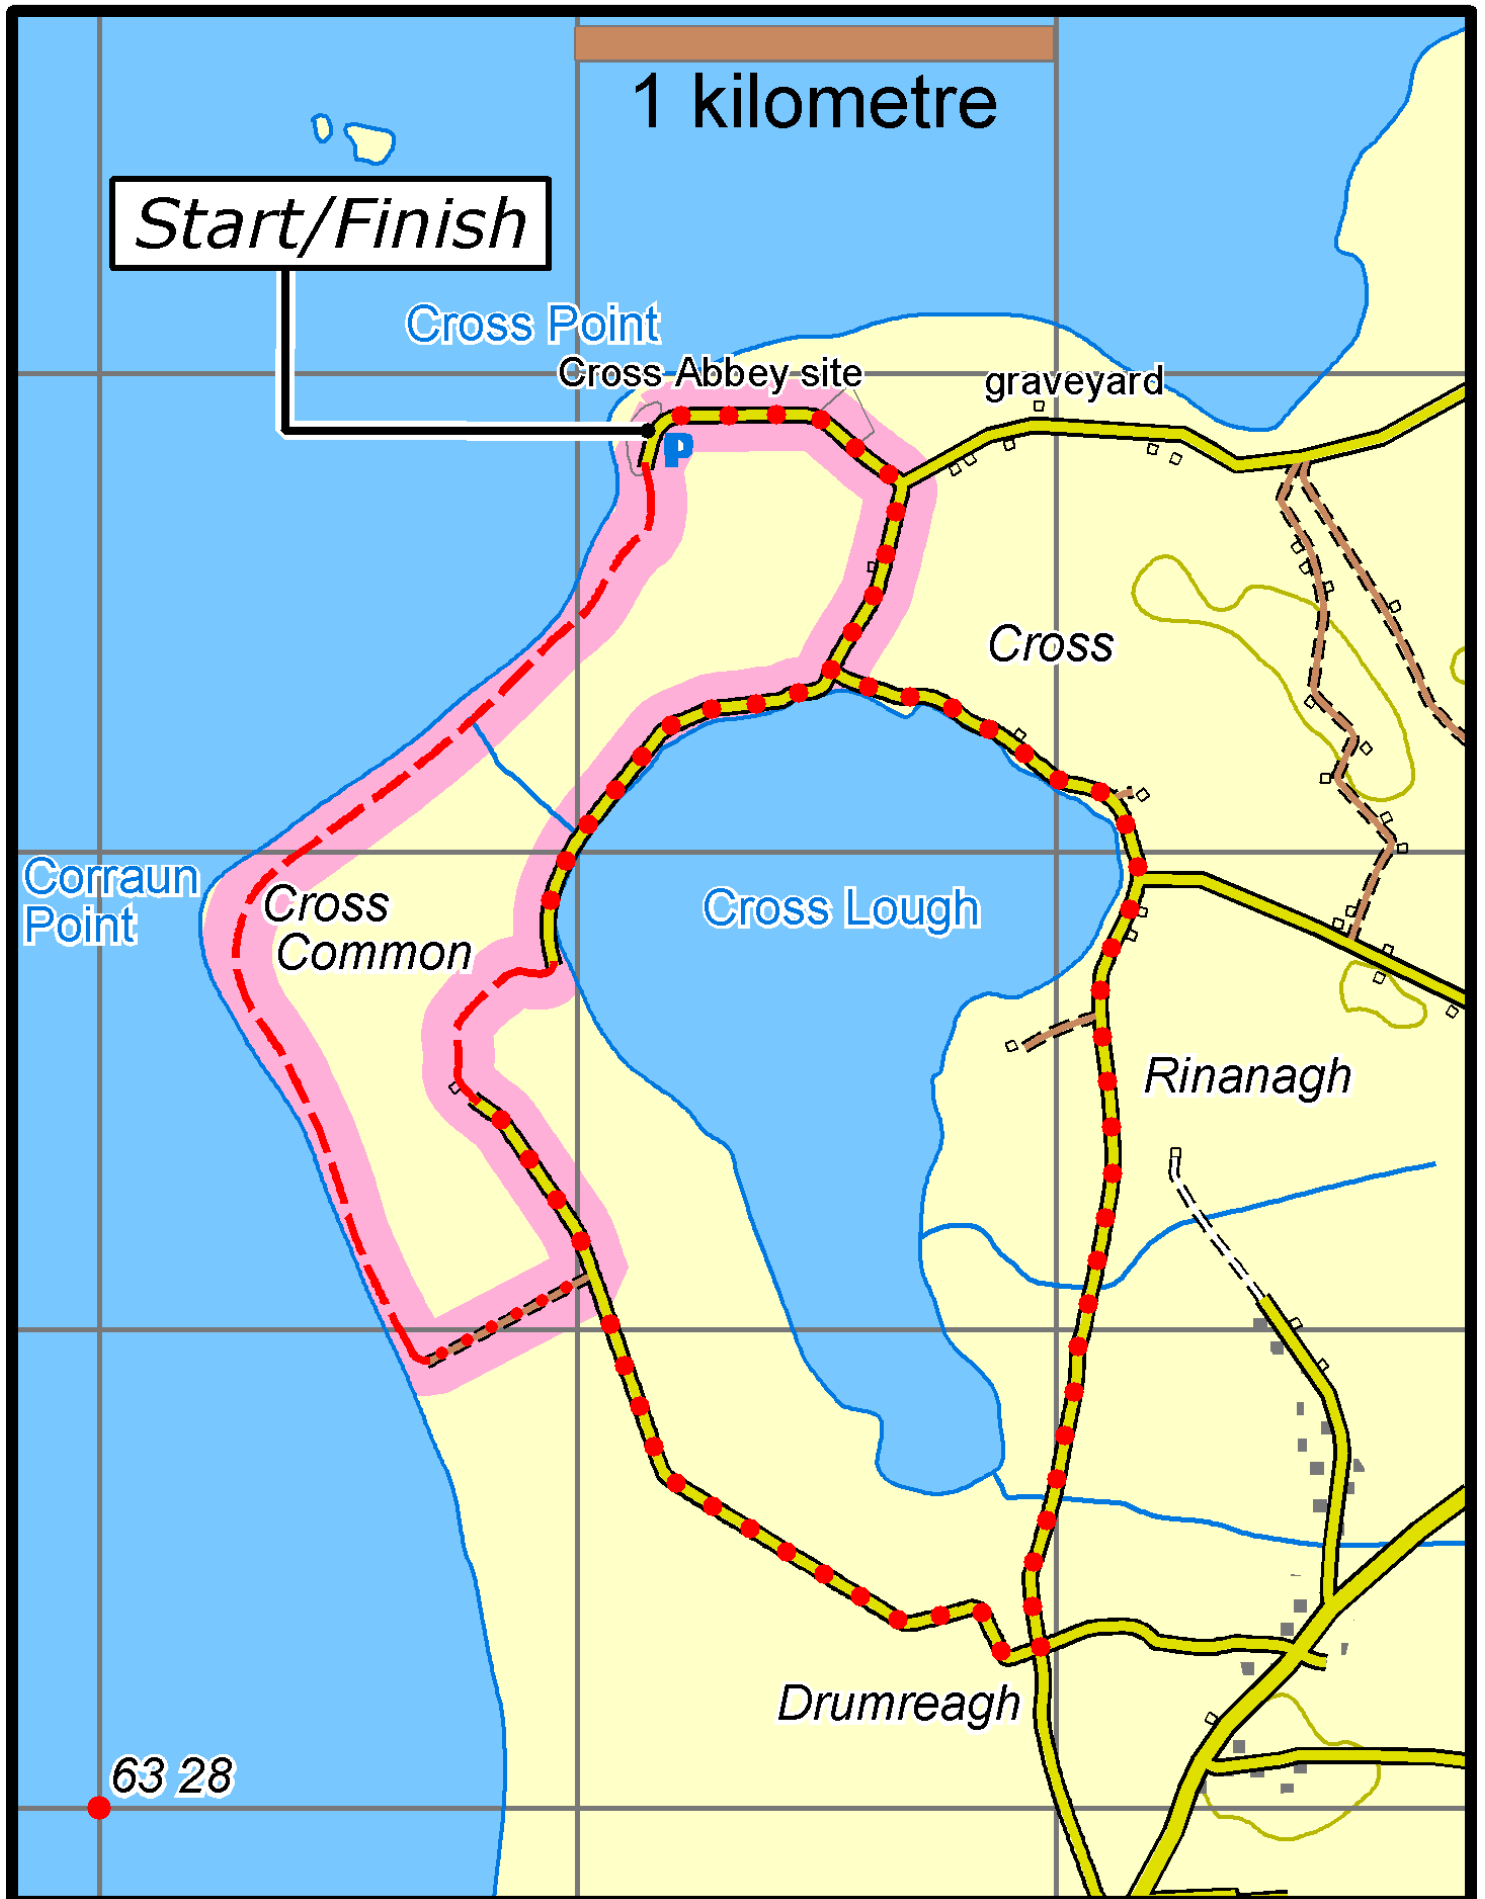 1 kilometre
Start/Finish
Cross Point
Cross Abbey site
graveyard
P
Cross
Corraun
Point
Cross
Common
Cross Lough
Rinanagh
Drumreagh
63 28